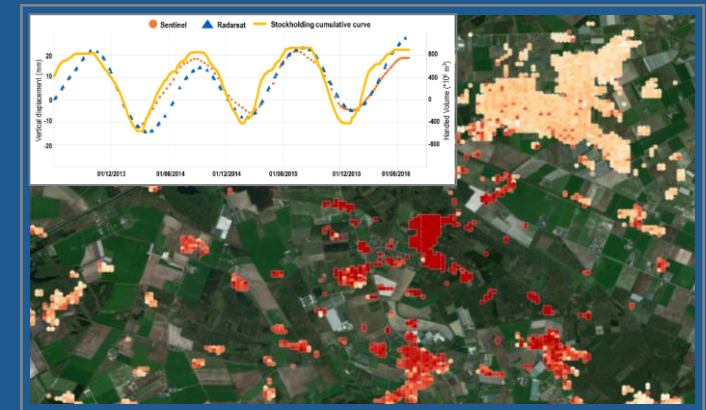 Sentinel Radarsat Stockholding cumulative curve
Vertical displacement (mm)
20
10
0
-10
-20
Handled Volume (*10⁶ m³)
800
400
0
-400
-800
01/12/2013 01/06/2014 01/12/2014 01/06/2015 01/12/2015 01/06/2016